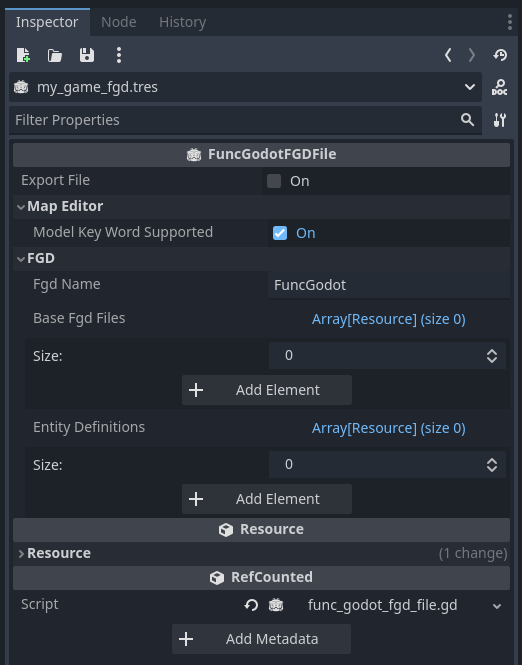 Inspector Node History
my_game_fgd.tres
DOC
Filter Properties
FuncGodotFGDFile
Export File On
Map Editor
Model Key Word Supported On
FGD
Fgd Name FuncGodot
Base Fgd Files Array[Resource] (size 0)
Size: 0
Add Element
Entity Definitions Array[Resource] (size 0)
Size: 0
Add Element
Resource
Resource (1 change)
RefCounted
Script func_godot_fgd_file.gd
Add Metadata